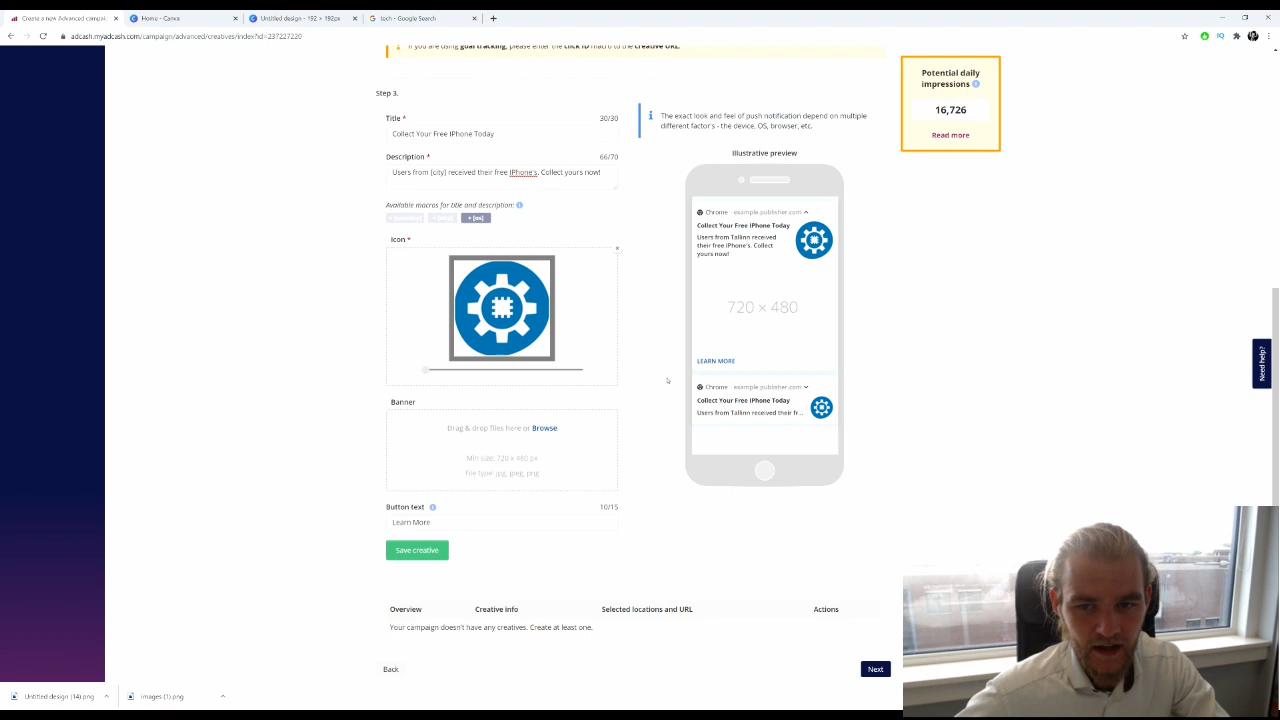 Create a new Advanced campai
Home - Canva
Untitled design - 192 × 192px
tech - Google Search
adcash.myadcash.com/campaign/advanced/creatives/index?id=237227220
If you are using goal tracking, please enter the click ID macro to the creative URL.
Potential daily
impressions
16,726
Read more
Step 3.
Title *
30/30
Collect Your Free IPhone Today
Description *
66/70
Users from [city] received their free IPhone's. Collect yours now!
Available macros for title and description:
+ [city]
+ [os]
Icon *
Banner
Drag & drop files here or Browse
Min size: 720 x 480 px
File type: jpg, jpeg, png
Button text
10/15
Learn More
Save creative
The exact look and feel of push notification depend on multiple
different factor's - the device, OS, browser, etc.
Illustrative preview
Chrome · example.publisher.com
Collect Your Free IPhone Today
Users from Tallinn received
their free IPhone's. Collect
yours now!
720 × 480
LEARN MORE
Chrome · example.publisher.com
Collect Your Free IPhone Today
Users from Tallinn received their fr...
Need help?
Overview
Creative info
Selected locations and URL
Actions
Your campaign doesn't have any creatives. Create at least one.
Back
Next
Untitled design (14).png
images (1).png